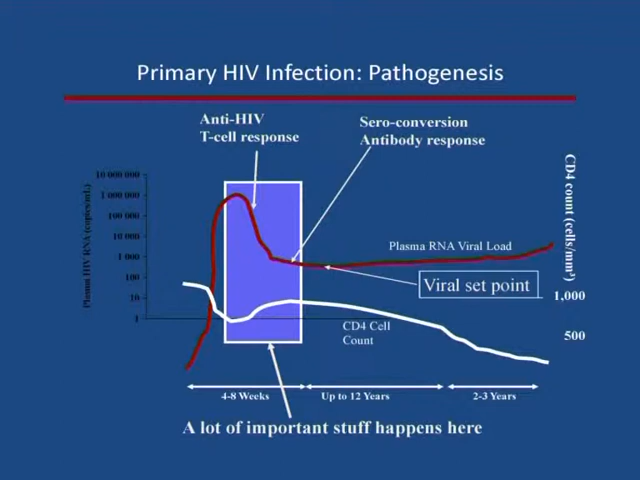 Primary HIV Infection: Pathogenesis
Anti-HIV
T-cell response
Sero-conversion
Antibody response
Plasma HIV RNA (copies/mL)
10 000 000
1 000 000
100 000
10 000
1 000
100
10
1
CD4 count (cells/mm³)
Plasma RNA Viral Load
Viral set point
1,000
CD4 Cell
Count
500
4-8 Weeks
Up to 12 Years
2-3 Years
A lot of important stuff happens here